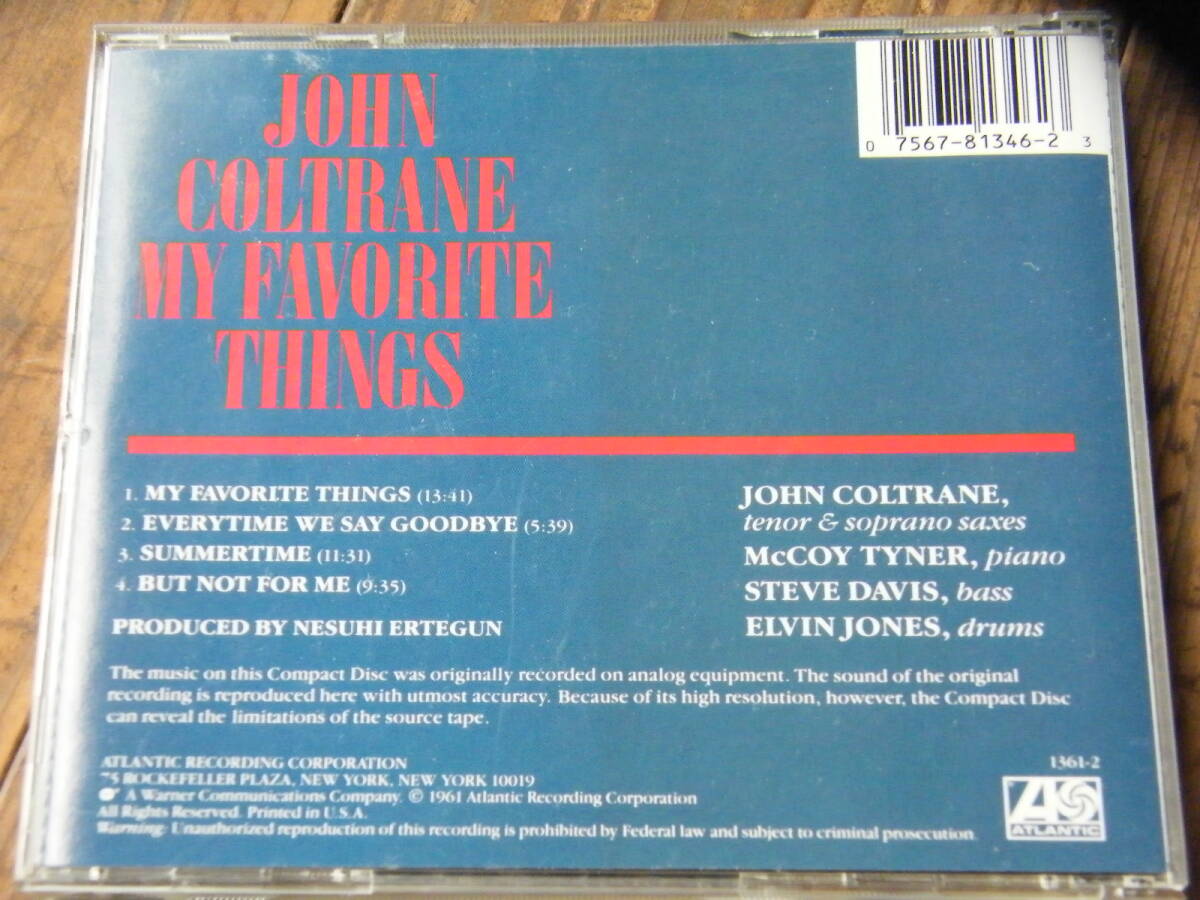 JOHN
COLTRANE
MY FAVORITE
THINGS
0 7567-81346-2 3
1. MY FAVORITE THINGS (13:41)
2. EVERYTIME WE SAY GOODBYE (5:39)
3. SUMMERTIME (11:31)
4. BUT NOT FOR ME (9:35)
PRODUCED BY NESUHI ERTEGUN
JOHN COLTRANE,
tenor & soprano saxes
McCOY TYNER, piano
STEVE DAVIS, bass
ELVIN JONES, drums
The music on this Compact Disc was originally recorded on analog equipment. The sound of the original
recording is reproduced here with utmost accuracy. Because of its high resolution, however, the Compact Disc
can reveal the limitations of the source tape.
ATLANTIC RECORDING CORPORATION
75 ROCKEFELLER PLAZA, NEW YORK, NEW YORK 10019
A Warner Communications Company. © 1961 Atlantic Recording Corporation
All Rights Reserved. Printed in U.S.A.
Warning: Unauthorized reproduction of this recording is prohibited by Federal law and subject to criminal prosecution.
1361-2
ATLANTIC